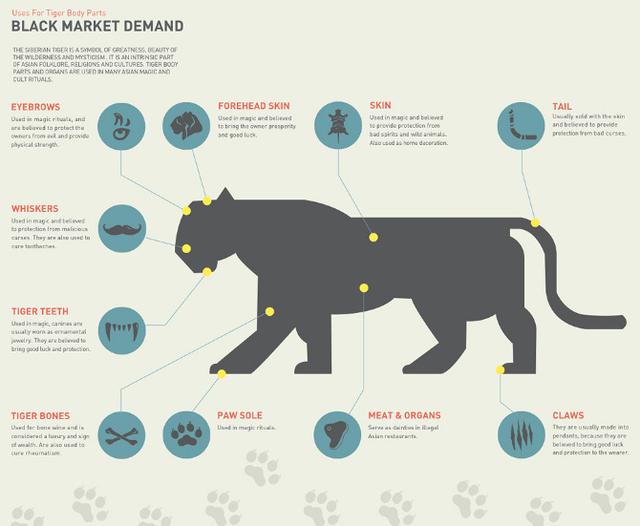 Uses For Tiger Body Parts
BLACK MARKET DEMAND
THE SIBERIAN TIGER IS A SYMBOL OF GREATNESS, BEAUTY OF
THE WILDERNESS AND MYSTICISM. IT IS AN INTRINSIC PART
OF ASIAN FOLKLORE, RELIGIONS AND CULTURES. TIGER BODY
PARTS AND ORGANS ARE USED IN MANY ASIAN MAGIC AND
CULT RITUALS.
EYEBROWS
Used in magic rituals, and
are believed to protect the
owners from evil and provide
physical strength.
FOREHEAD SKIN
Used in magic and believed
to bring the owner prosperity
and good luck.
SKIN
Used in magic and believed
to provide protection from
bad spirits and wild animals.
Also used as home decoration.
TAIL
Usually sold with the skin
and believed to provide
protection from bad curses.
WHISKERS
Used in magic and believed
to protection from malicious
curses. They are also used to
cure toothaches.
TIGER TEETH
Used in magic, canines are
usually worn as ornamental
jewelry. They are believed to
bring good luck and protection.
TIGER BONES
Used for bone wine and is
considered a luxury and sign
of wealth. Are also used to
cure rheumatism.
PAW SOLE
Used in magic rituals.
MEAT & ORGANS
Serve as dainties in illegal
Asian restaurants.
CLAWS
They are usually made into
pendants, because they are
believed to bring good luck
and protection to the wearer.